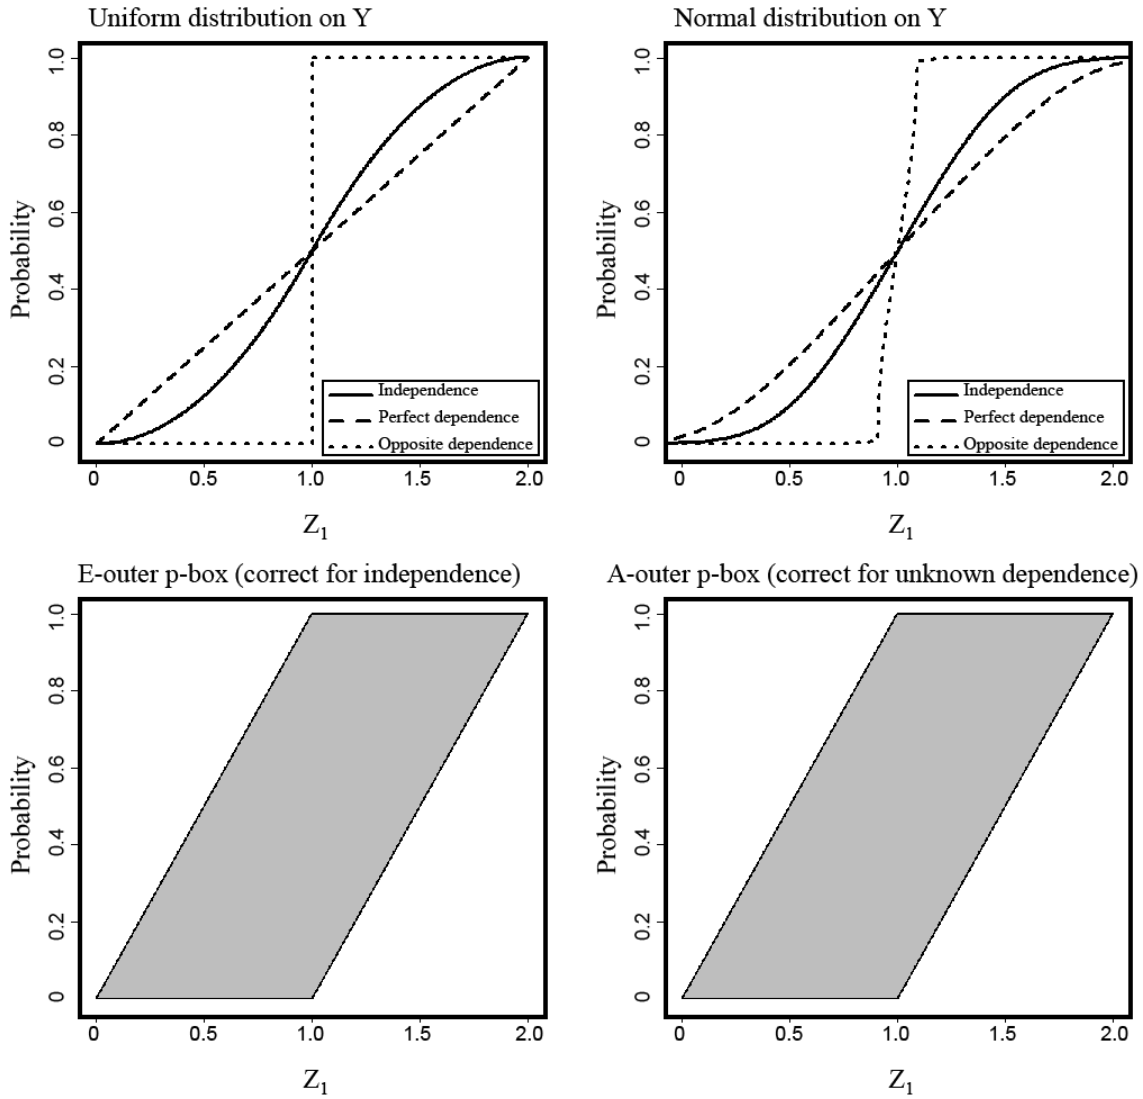 Uniform distribution on Y
Probability
1.0
0.8
0.6
0.4
0.2
0
Independence
Perfect dependence
Opposite dependence
0 0.5 1.0 1.5 2.0
Z1
Normal distribution on Y
Probability
1.0
0.8
0.6
0.4
0.2
0
Independence
Perfect dependence
Opposite dependence
0 0.5 1.0 1.5 2.0
Z1
E-outer p-box (correct for independence)
Probability
1.0
0.8
0.6
0.4
0.2
0
0 0.5 1.0 1.5 2.0
Z1
A-outer p-box (correct for unknown dependence)
Probability
1.0
0.8
0.6
0.4
0.2
0
0 0.5 1.0 1.5 2.0
Z1